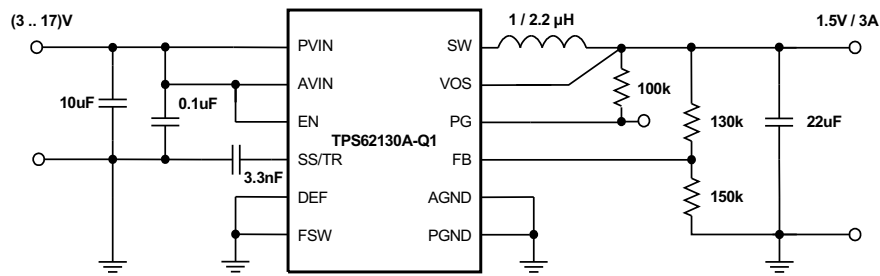 (3 .. 17)V
1 / 2.2 µH
1.5V / 3A
PVIN
SW
AVIN
VOS
10uF
0.1uF
100k
EN
PG
130k
22uF
TPS62130A-Q1
SS/TR
FB
3.3nF
DEF
AGND
150k
FSW
PGND